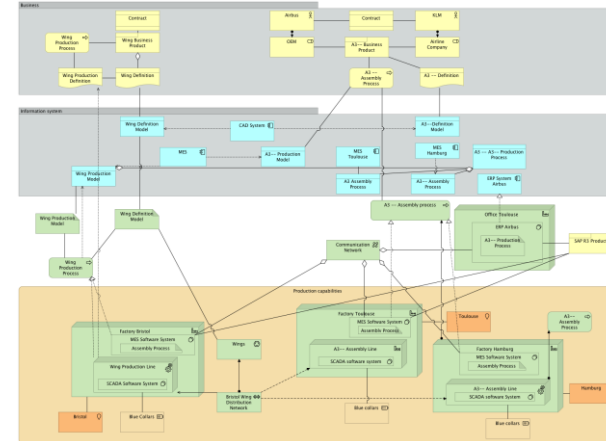 Business
Contract
Airbus
Contract
KLM
Wing
Production
Process
Wing Business
Product
OEM
A3-- Business
Product
Airline
Company
Wing Production
Definition
Wing Definition
A3 --
Assembly
Process
A3 -- Definition
Information system
Wing Definition
Model
CAD System
A3--Definition
Model
MES
A3-- Production
Model
MES
Toulouse
MES
Hamburg
A3 -- A3-- Production
Process
Wing Production
Model
A3 Assembly
Process
A3-- Assembly
Process
ERP System
Airbus
Wing Production
Model
Wing Definition
Model
A3 -- Assembly process
Office Toulouse
ERP Airbus
A3--Production
Process
SAP R3 Product
Communication
Network
Wing
Production
Process
Production capabilities
Factory Bristol
MES Software System
Assembly Process
Wing Production Line
SCADA Software System
Wings
Factory Toulouse
MES Software System
Assembly Process
A3-- Assembly Line
SCADA software system
Toulouse
Factory Hamburg
MES Software System
Assembly Process
A3-- Assembly Line
SCADA software system
A3--
Assembly
Process
Bristol
Blue Collars
Bristol Wing
Distribution
Network
Blue collars
Blue Collars
Hamburg